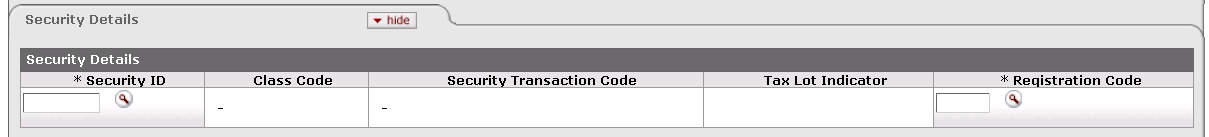 Security Details
hide
Security Details
* Security ID Class Code Security Transaction Code Tax Lot Indicator * Registration Code
- -